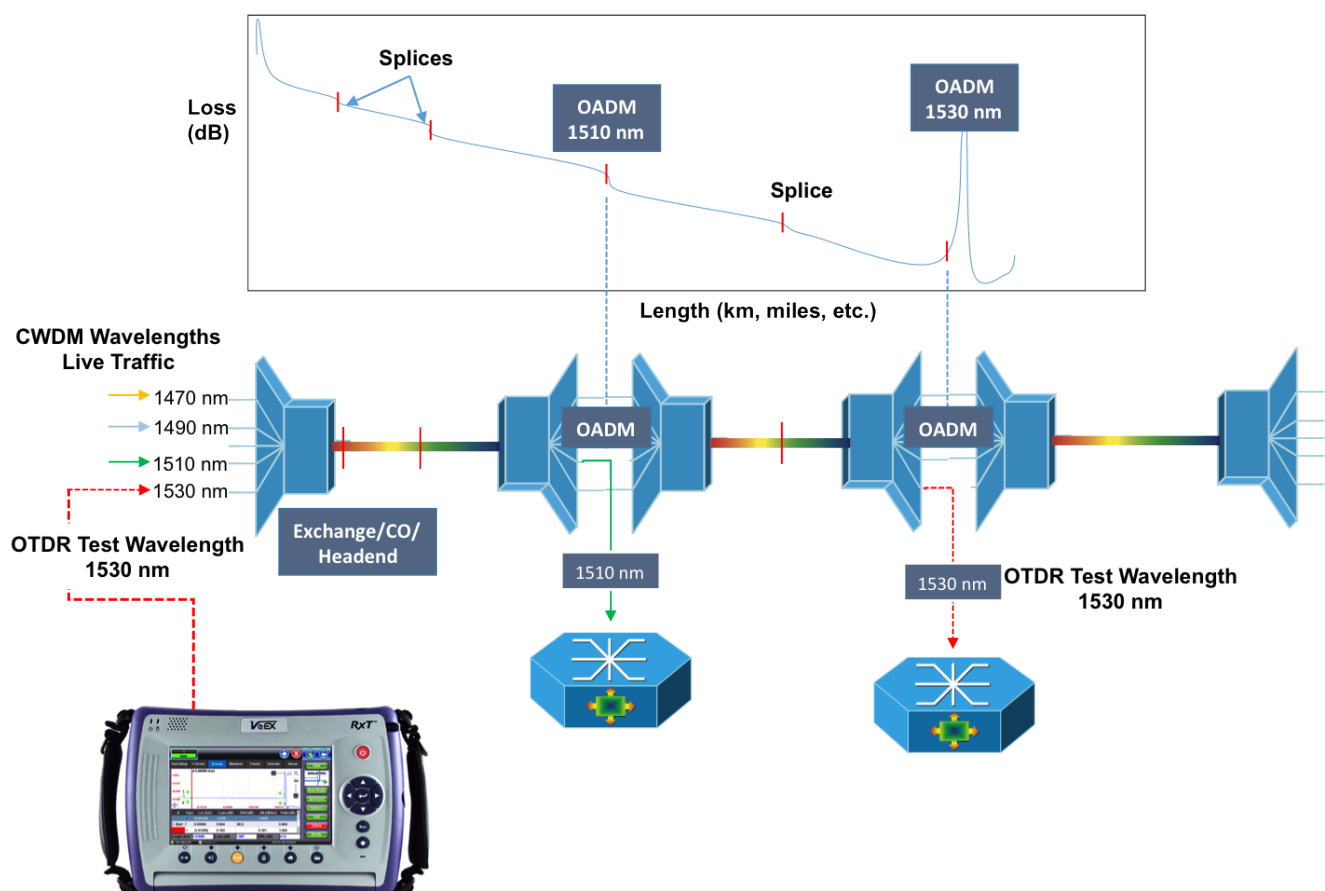 Splices
Loss
(dB)
OADM
1510 nm
OADM
1530 nm
Splice
Length (km, miles, etc.)
CWDM Wavelengths
Live Traffic
1470 nm
1490 nm
1510 nm
1530 nm
OADM
OADM
Exchange/CO/
Headend
OTDR Test Wavelength
1530 nm
1510 nm
1530 nm
OTDR Test Wavelength
1530 nm
VeEX
RxT™